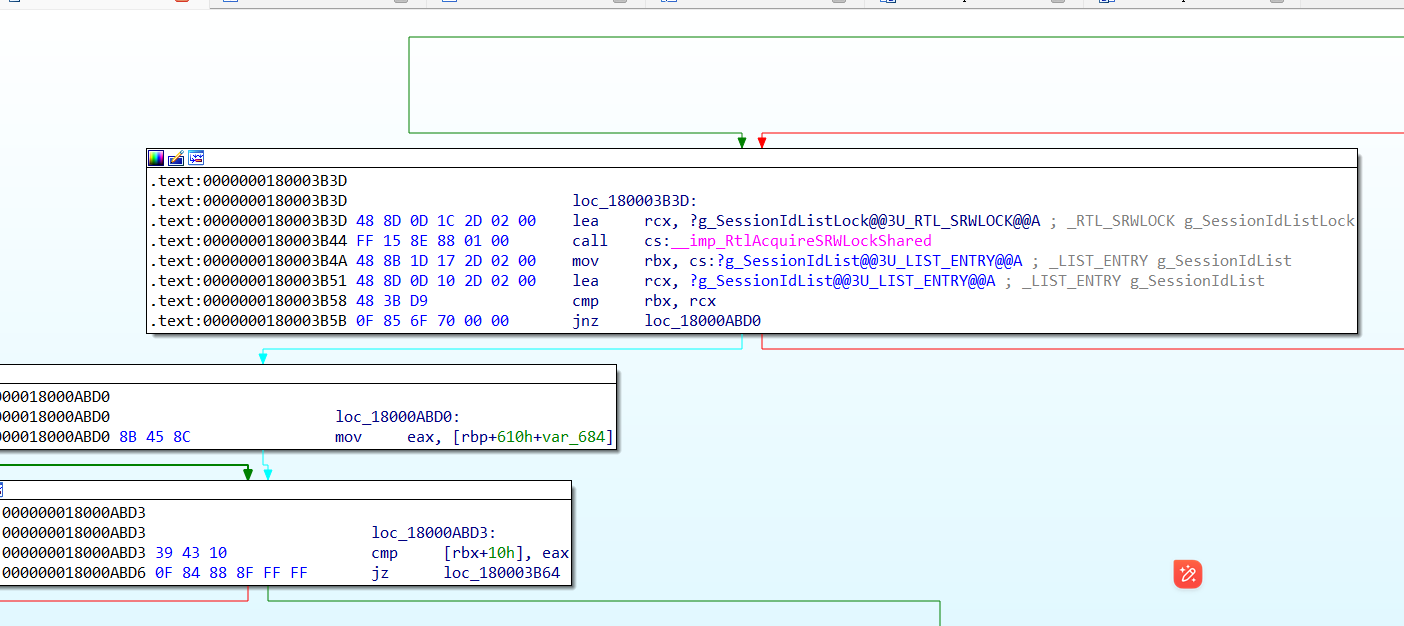 .text:0000000180003B3D
.text:0000000180003B3D loc_180003B3D:
.text:0000000180003B3D 48 8D 0D 1C 2D 02 00 lea rcx, ?g_SessionIdListLock@@3U_RTL_SRWLOCK@@A ; _RTL_SRWLOCK g_SessionIdListLock
.text:0000000180003B44 FF 15 8E 88 01 00 call cs:__imp_RtlAcquireSRWLockShared
.text:0000000180003B4A 48 8B 1D 17 2D 02 00 mov rbx, cs:?g_SessionIdList@@3U_LIST_ENTRY@@A ; _LIST_ENTRY g_SessionIdList
.text:0000000180003B51 48 8D 0D 10 2D 02 00 lea rcx, ?g_SessionIdList@@3U_LIST_ENTRY@@A ; _LIST_ENTRY g_SessionIdList
.text:0000000180003B58 48 3B D9 cmp rbx, rcx
.text:0000000180003B5B 0F 85 6F 70 00 00 jnz loc_18000ABD0
000018000ABD0
000018000ABD0 loc_18000ABD0:
000018000ABD0 8B 45 8C mov eax, [rbp+610h+var_684]
000000018000ABD3
000000018000ABD3 loc_18000ABD3:
000000018000ABD3 39 43 10 cmp [rbx+10h], eax
000000018000ABD6 0F 84 88 8F FF FF jz loc_180003B64